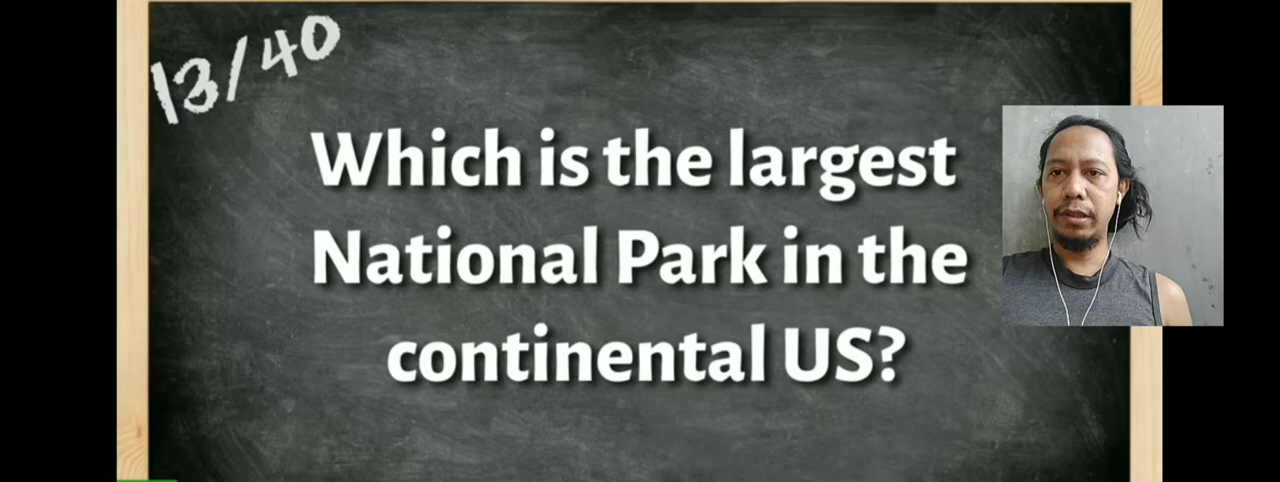 13/40
Which is the largest
National Park in the
continental US?